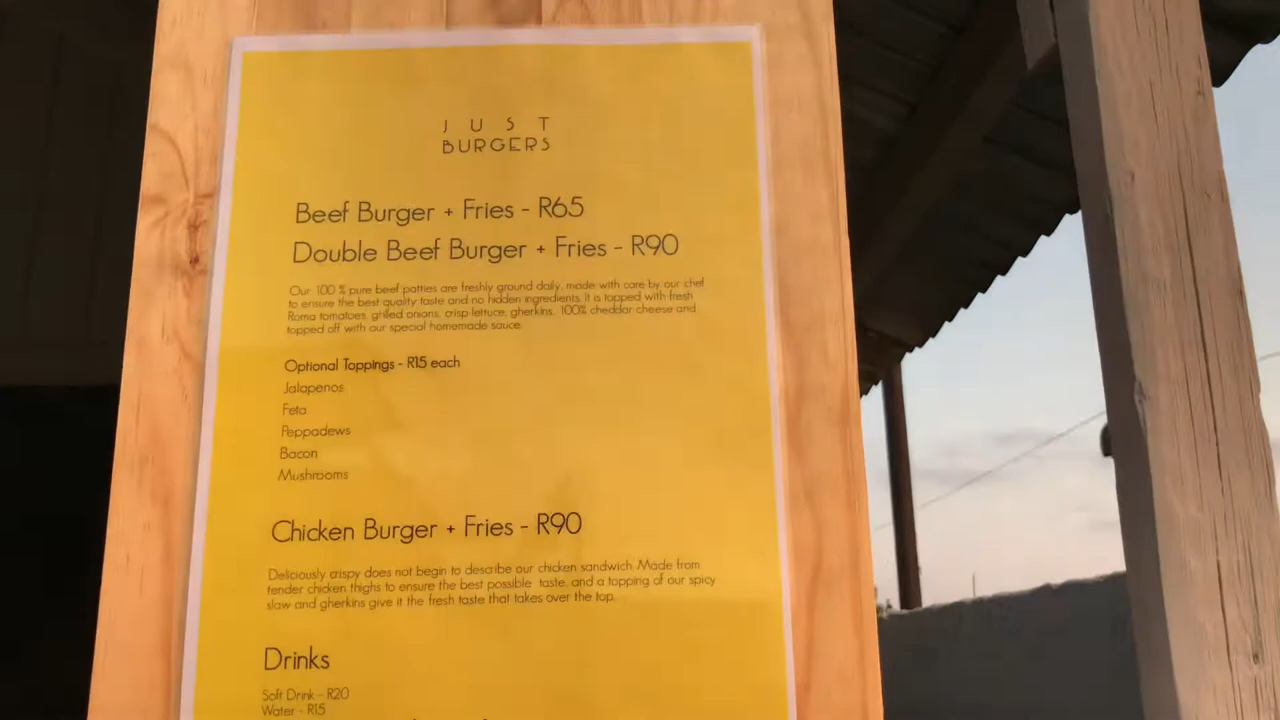 JUST
BURGERS
Beef Burger + Fries - R65
Double Beef Burger + Fries - R90
Our 100 % pure beef patties are freshly ground daily, made with care by our chef
to ensure the best quality taste and no hidden ingredients. It is topped with fresh
Roma tomatoes, grilled onions, crisp lettuce, gherkins, 100% cheddar cheese and
topped off with our special homemade sauce.
Optional Toppings - R15 each
Jalapenos
Feta
Peppadews
Bacon
Mushrooms
Chicken Burger + Fries - R90
Deliciously crispy does not begin to describe our chicken sandwich. Made from
tender chicken thighs to ensure the best possible taste, and a topping of our spicy
slaw and gherkins give it the fresh taste that takes over the top.
Drinks
Soft Drink - R20
Water - R15